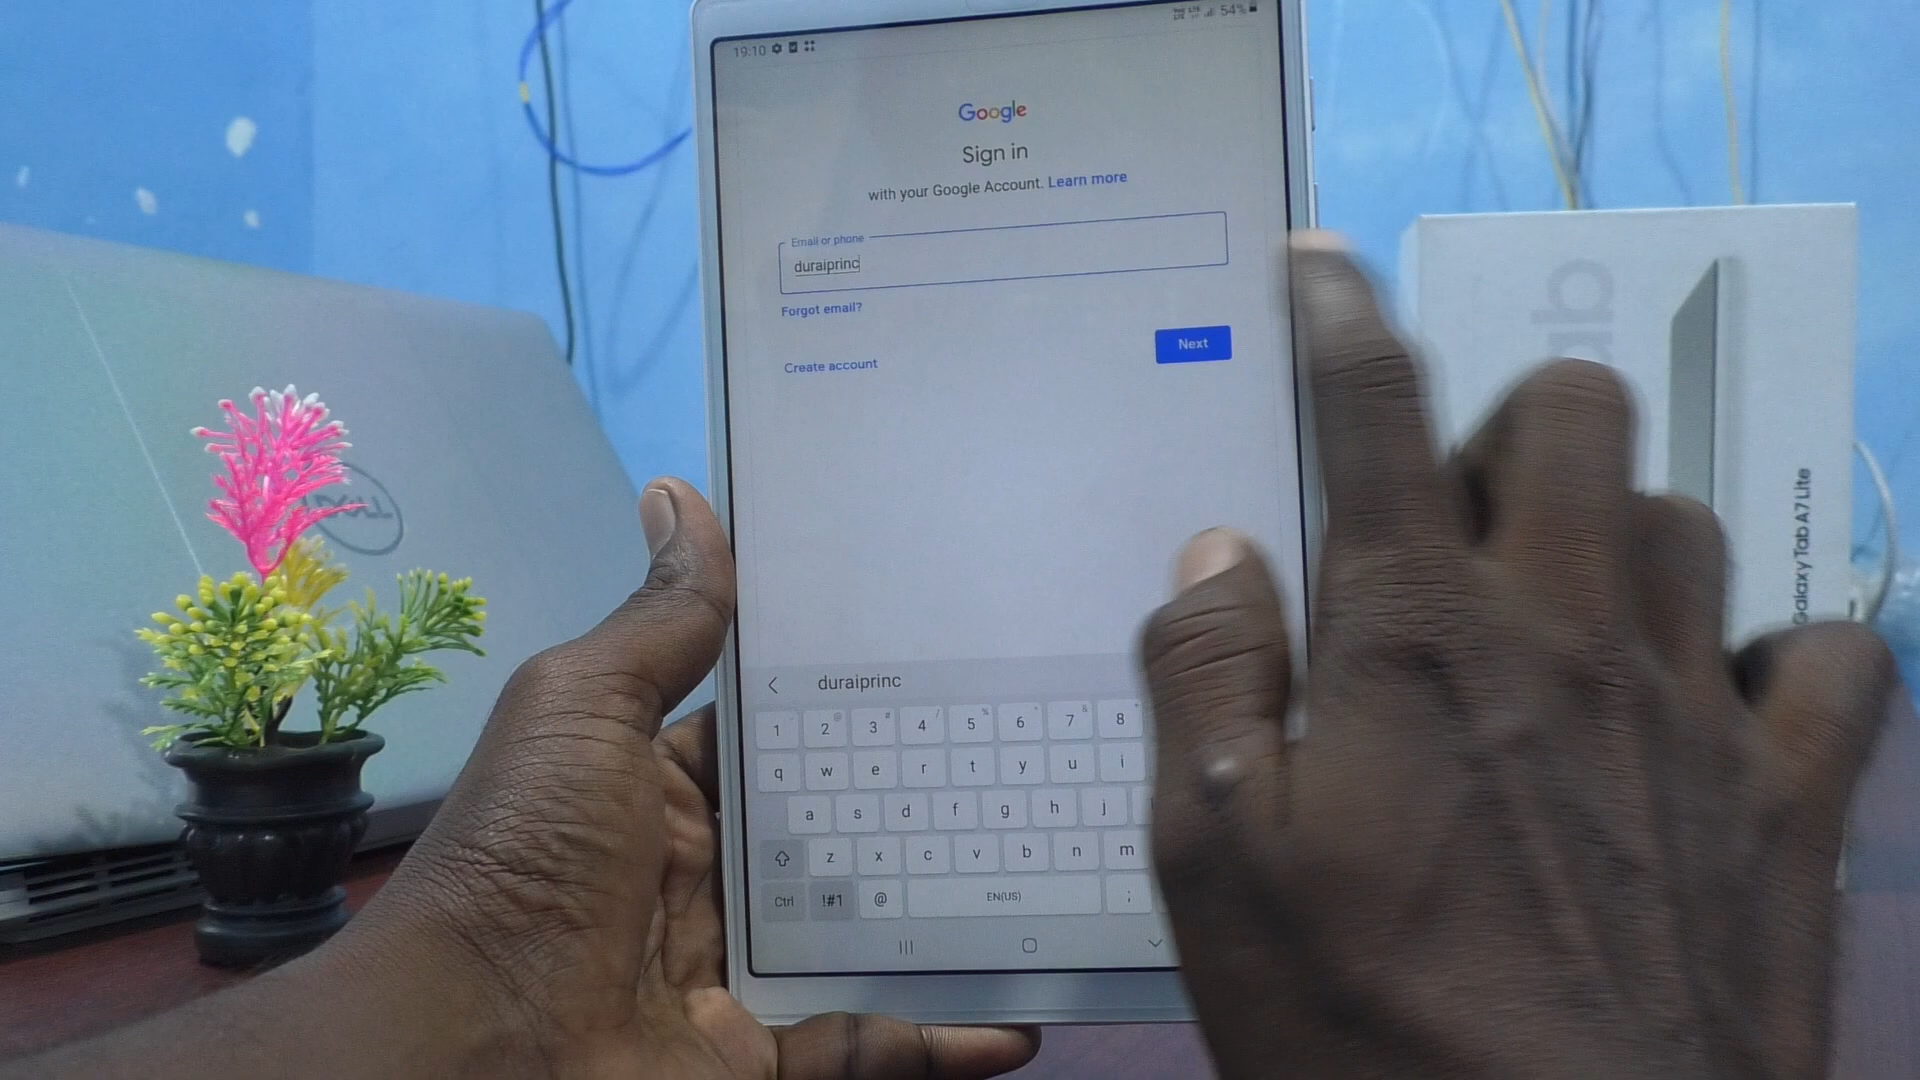 19:10
54%
Google
Sign in
with your Google Account. Learn more
Email or phone
duraiprinc
Forgot email?
Next
Create account
duraiprinc
1 2 3 4 5 6 7 8
q w e r t y u i
a s d f g h j
z x c v b n m
Ctrl !#1 @ EN(US) ;
DELL
Galaxy Tab A7 Lite